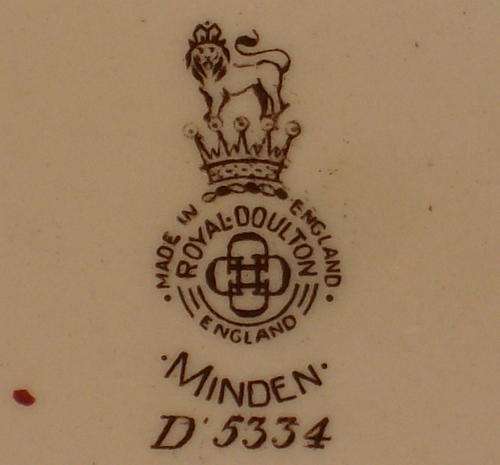 MADE IN ENGLAND
ROYAL·DOULTON
ENGLAND
·MINDEN·
D'5334